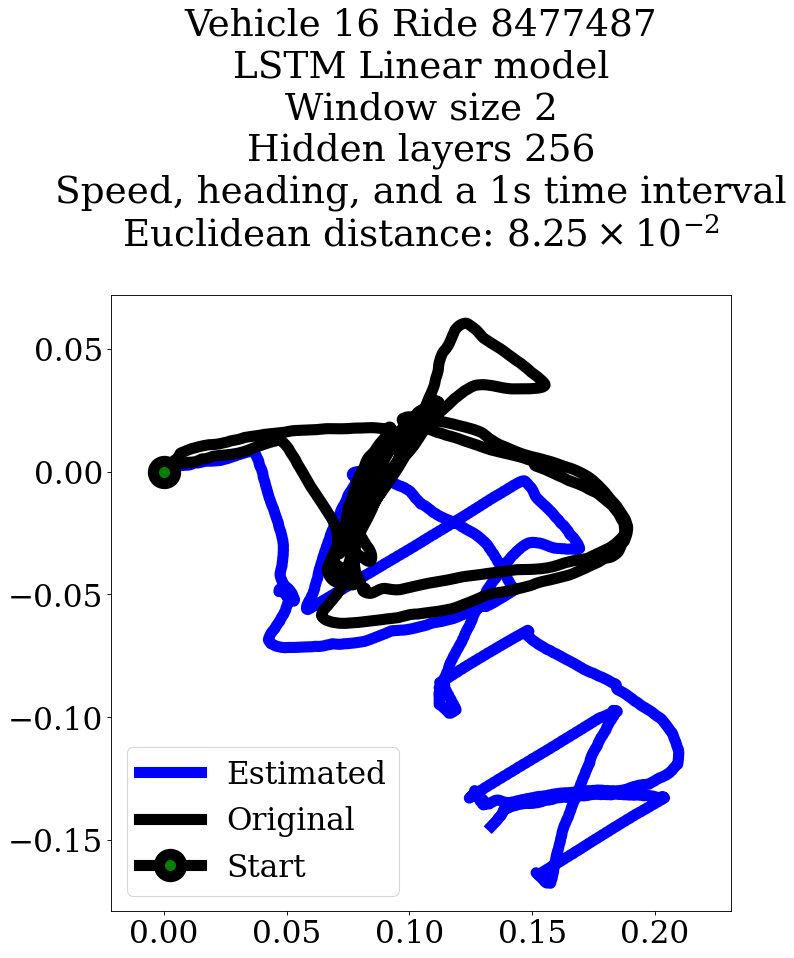 Vehicle 16 Ride 8477487
LSTM Linear model
Window size 2
Hidden layers 256
Speed, heading, and a 1s time interval
Euclidean distance: 8.25 × 10⁻²
0.05
0.00
−0.05
−0.10
−0.15
Estimated
Original
Start
0.00 0.05 0.10 0.15 0.20